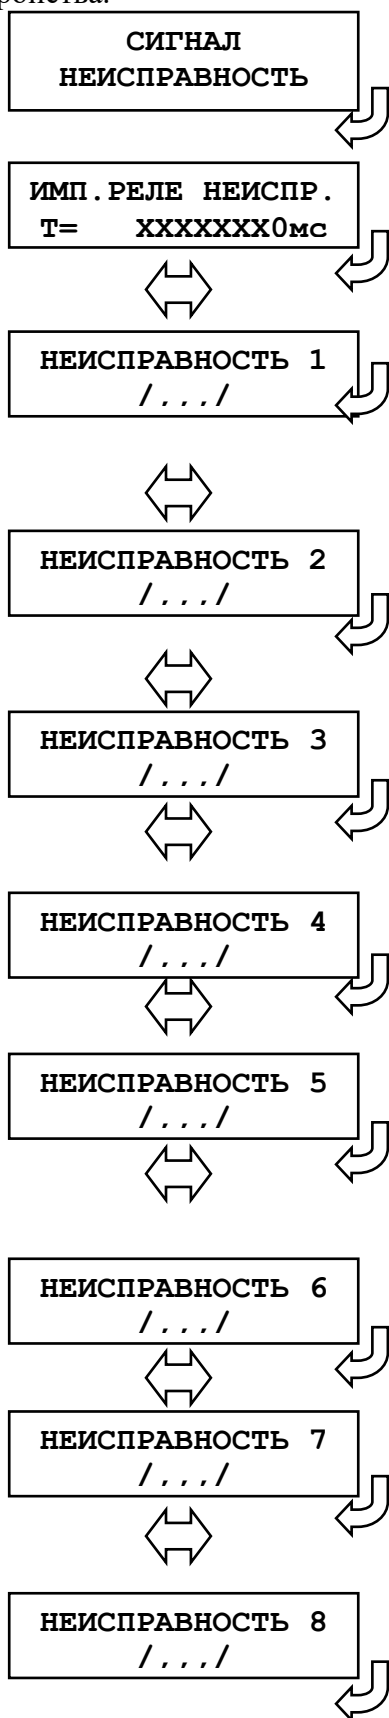 СИГНАЛ
НЕИСПРАВНОСТЬ
ИМП.РЕЛЕ НЕИСПР.
Т= ХХХХХХХ0мс
НЕИСПРАВНОСТЬ 1
/.../
НЕИСПРАВНОСТЬ 2
/.../
НЕИСПРАВНОСТЬ 3
/.../
НЕИСПРАВНОСТЬ 4
/.../
НЕИСПРАВНОСТЬ 5
/.../
НЕИСПРАВНОСТЬ 6
/.../
НЕИСПРАВНОСТЬ 7
/.../
НЕИСПРАВНОСТЬ 8
/.../